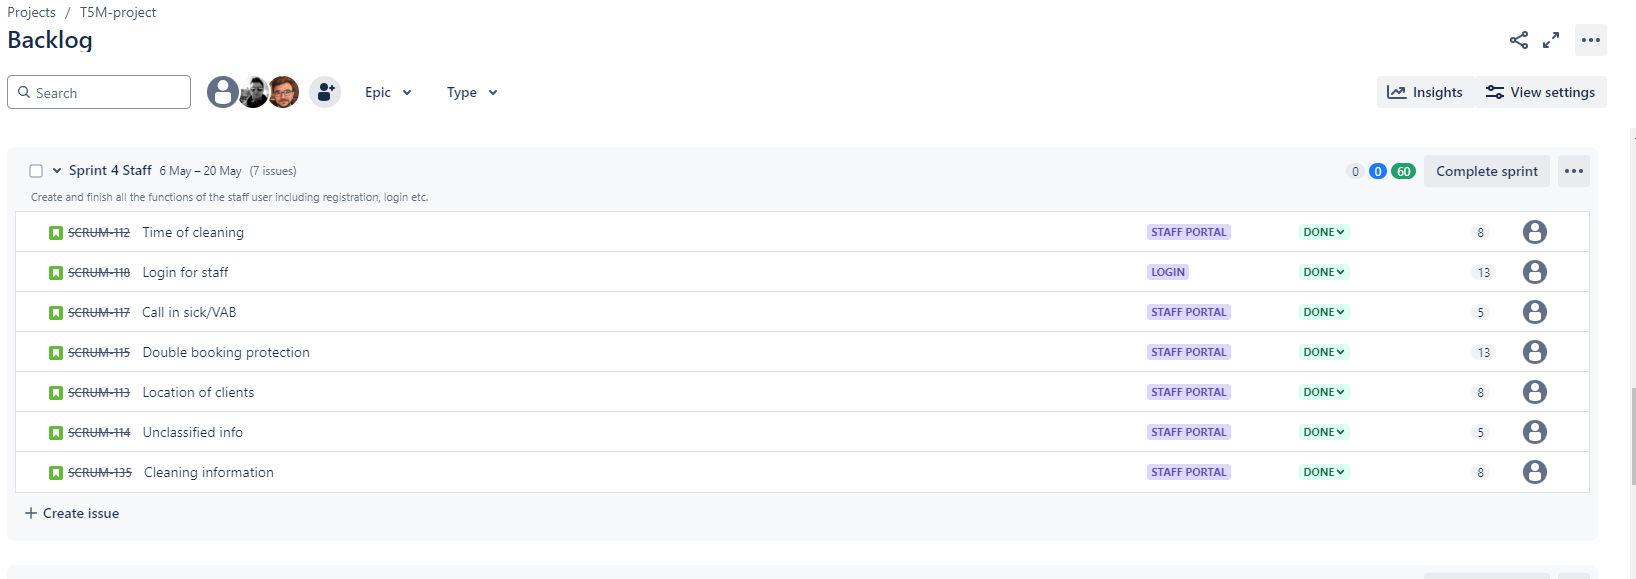 Projects / T5M-project
Backlog
Search
Epic
Type
Insights
View settings
Sprint 4 Staff 6 May – 20 May (7 issues)
0 0 60 Complete sprint
Create and finish all the functions of the staff user including registration, login etc.
SCRUM-112 Time of cleaning STAFF PORTAL DONE 8
SCRUM-118 Login for staff LOGIN DONE 13
SCRUM-117 Call in sick/VAB STAFF PORTAL DONE 5
SCRUM-115 Double booking protection STAFF PORTAL DONE 13
SCRUM-113 Location of clients STAFF PORTAL DONE 8
SCRUM-114 Unclassified info STAFF PORTAL DONE 5
SCRUM-135 Cleaning information STAFF PORTAL DONE 8
+ Create issue